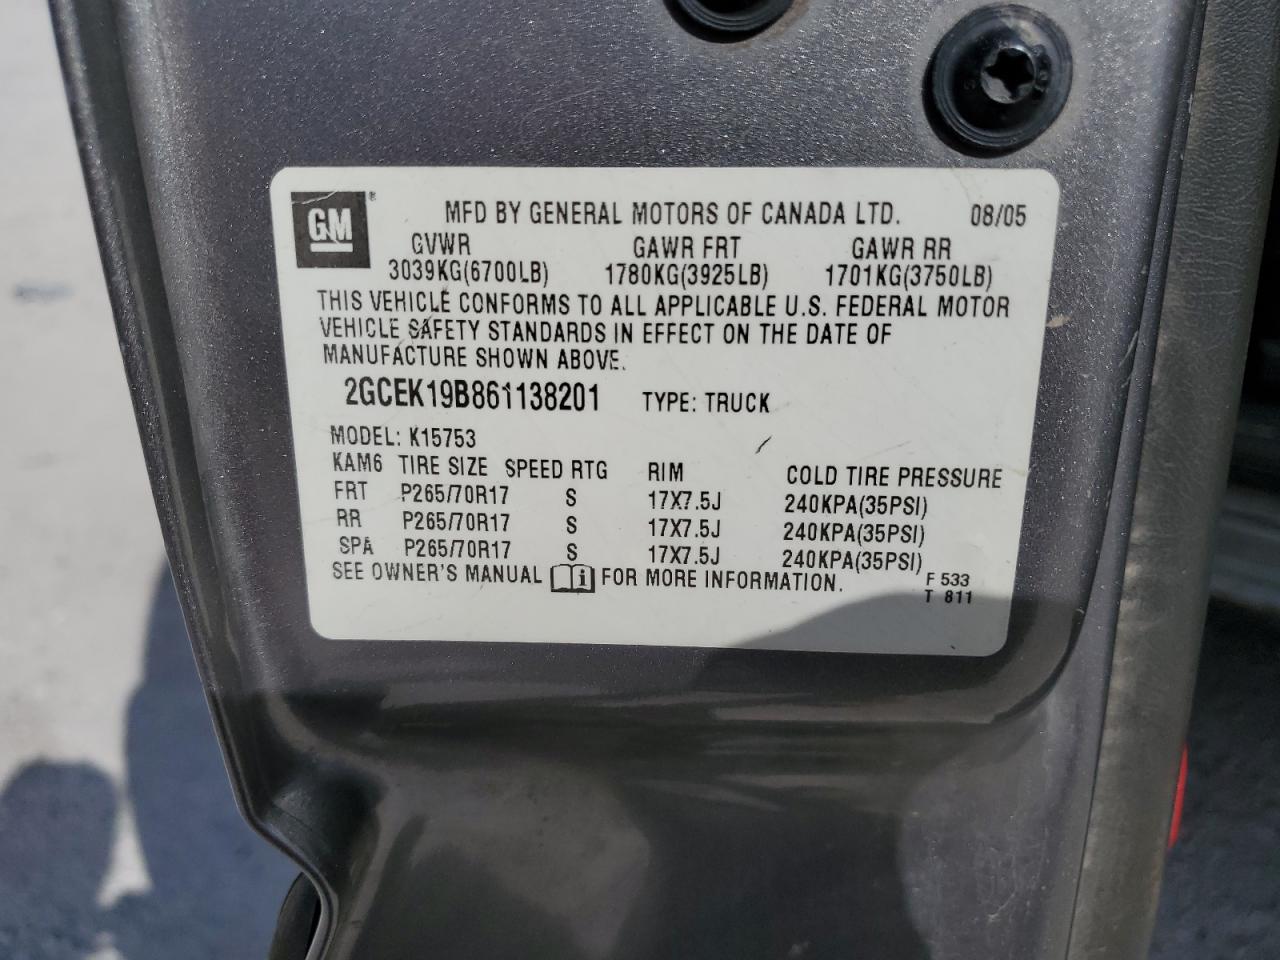 GM®
MFD BY GENERAL MOTORS OF CANADA LTD. 08/05
GVWR GAWR FRT GAWR RR
3039KG(6700LB) 1780KG(3925LB) 1701KG(3750LB)
THIS VEHICLE CONFORMS TO ALL APPLICABLE U.S. FEDERAL MOTOR
VEHICLE SAFETY STANDARDS IN EFFECT ON THE DATE OF
MANUFACTURE SHOWN ABOVE.
2GCEK19B861138201 TYPE: TRUCK
MODEL: K15753
KAM6 TIRE SIZE SPEED RTG RIM COLD TIRE PRESSURE
FRT P265/70R17 S 17X7.5J 240KPA(35PSI)
RR P265/70R17 S 17X7.5J 240KPA(35PSI)
SPA P265/70R17 S 17X7.5J 240KPA(35PSI)
SEE OWNER'S MANUAL i FOR MORE INFORMATION. F 533
T 811